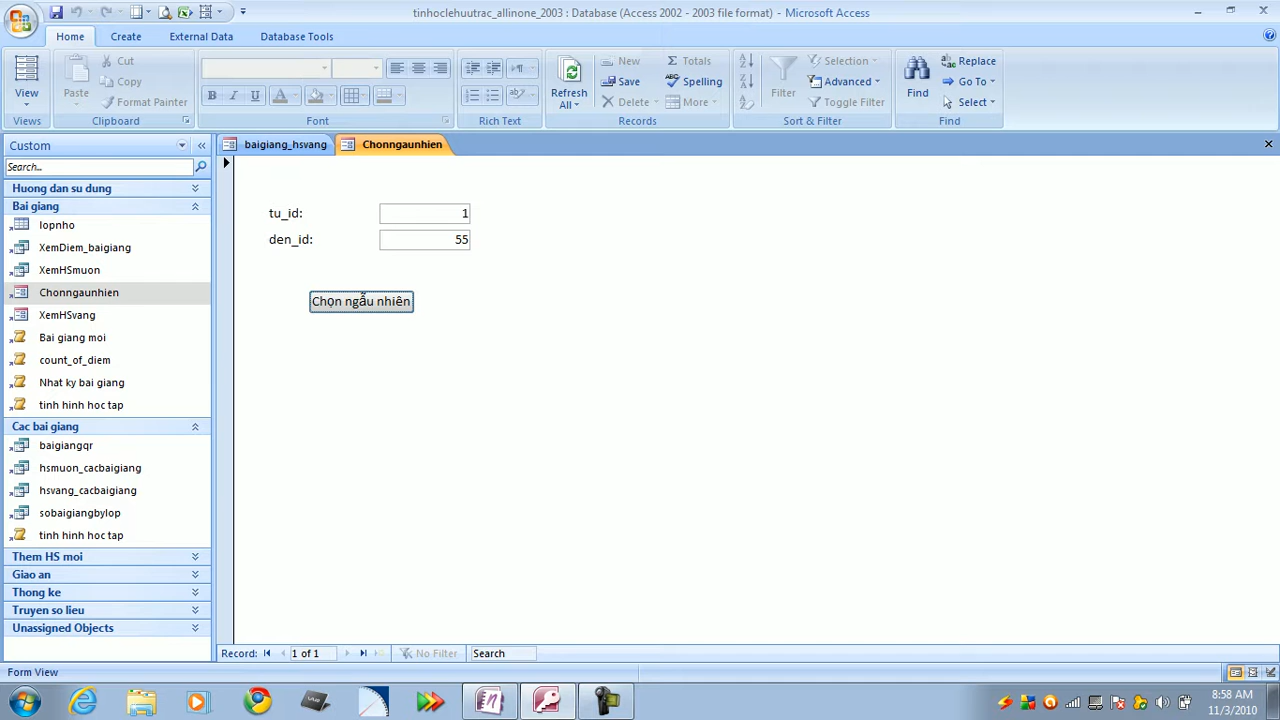 tinhoclehuutrac_allinone_2003 : Database (Access 2002 - 2003 file format) - Microsoft Access
Home Create External Data Database Tools
View
Views
Paste
Cut
Copy
Format Painter
Clipboard
B I U A
Font
Rich Text
Refresh All
New
Save
Delete
Totals
Spelling
More
Records
Filter
Selection
Advanced
Toggle Filter
Sort & Filter
Find
Replace
Go To
Select
Find
Custom
Search...
Huong dan su dung
Bai giang
lopnho
XemDiem_baigiang
XemHSmuon
Chonngaunhien
XemHSvang
Bai giang moi
count_of_diem
Nhat ky bai giang
tinh hinh hoc tap
Cac bai giang
baigiangqr
hsmuon_cacbaigiang
hsvang_cacbaigiang
sobaigiangbylop
tinh hinh hoc tap
Them HS moi
Giao an
Thong ke
Truyen so lieu
Unassigned Objects
baigiang_hsvang Chonngaunhien
tu_id: 1
den_id: 55
Chọn ngẫu nhiên
Record: 1 of 1 No Filter Search
Form View
8:58 AM
11/3/2010